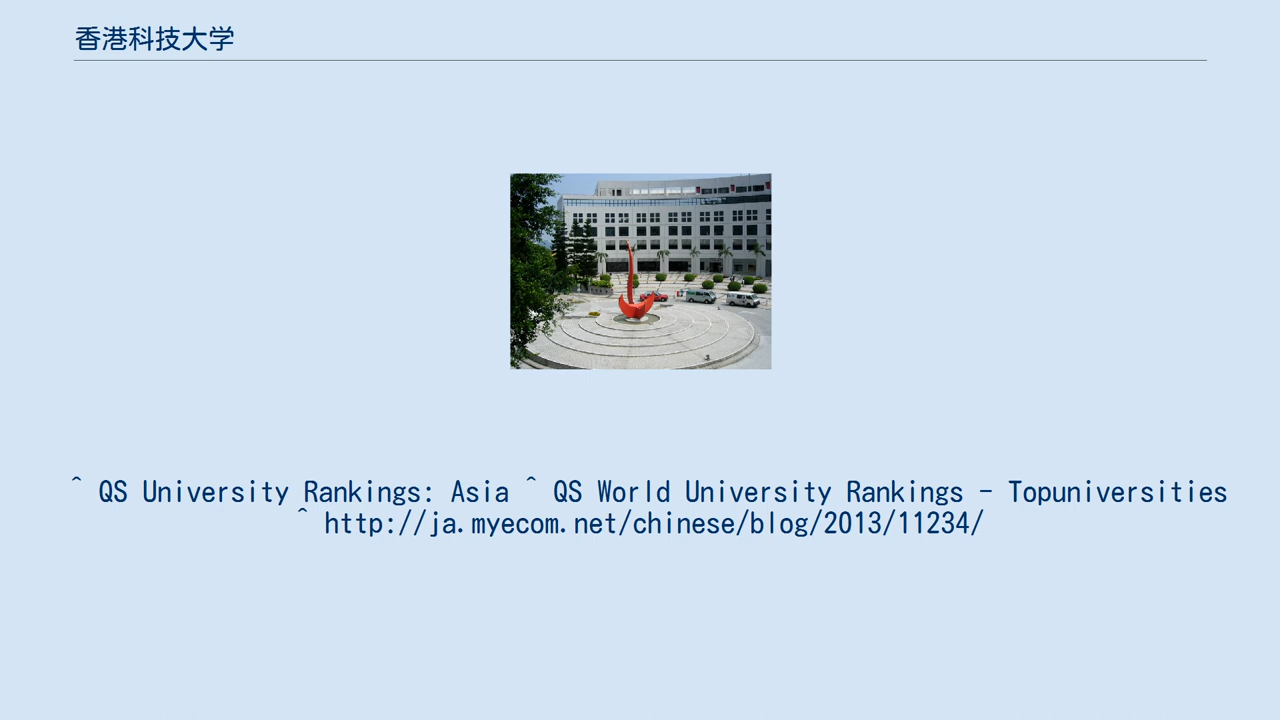 香港科技大学
^ QS University Rankings: Asia ^ QS World University Rankings - Topuniversities
^ http://ja.myecom.net/chinese/blog/2013/11234/